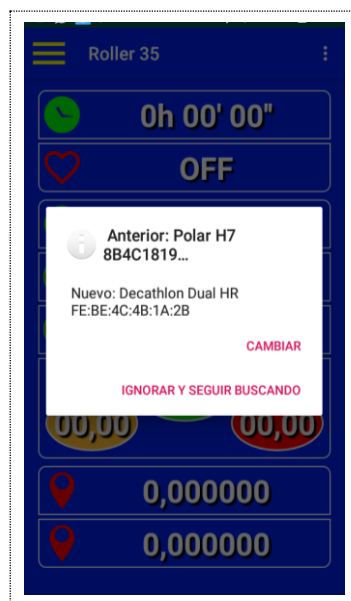 Roller 35
0h 00' 00"
OFF
Anterior: Polar H7
8B4C1819...
Nuevo: Decathlon Dual HR
FE:BE:4C:4B:1A:2B
CAMBIAR
IGNORAR Y SEGUIR BUSCANDO
00,00 00,00
0,000000
0,000000